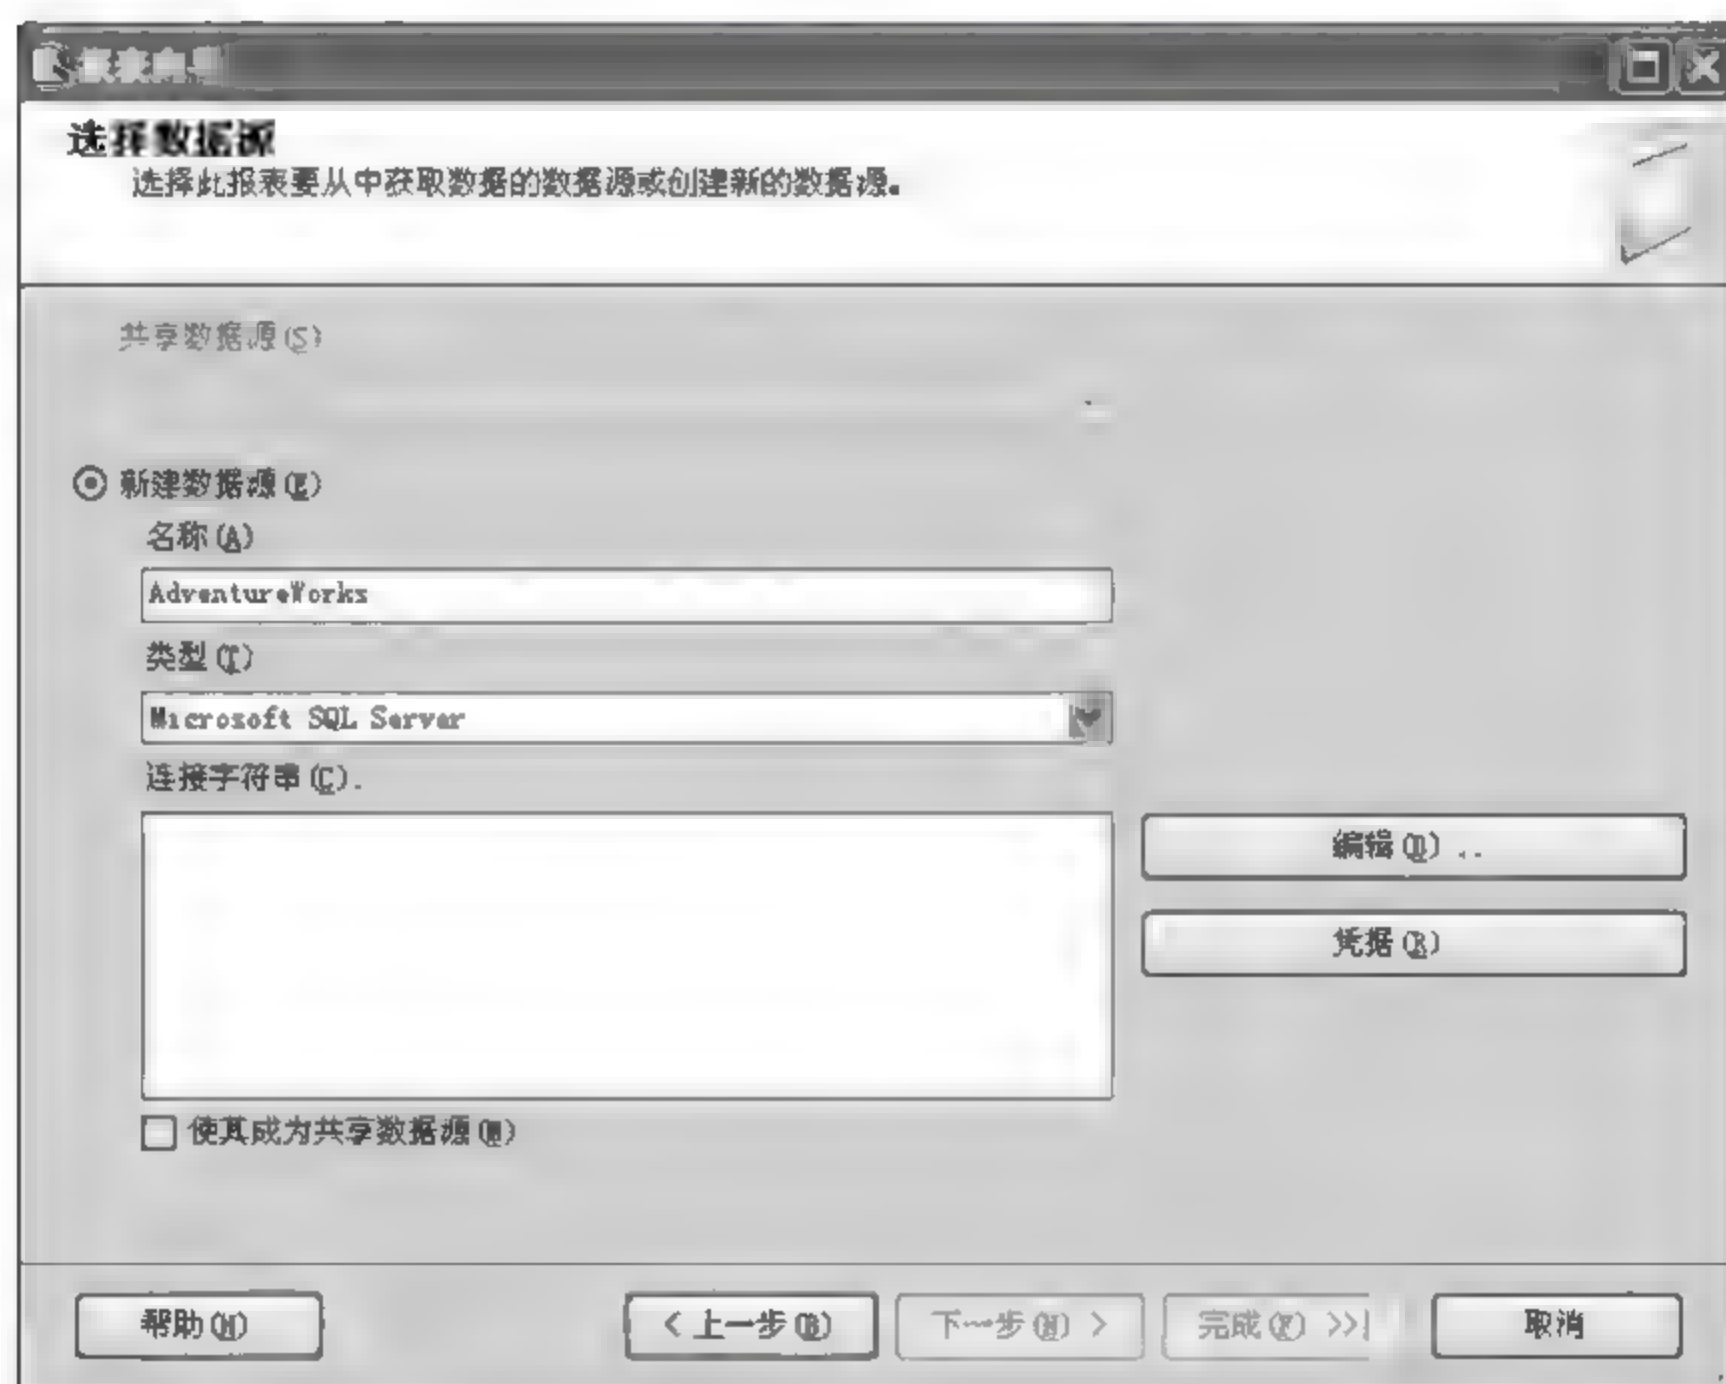 报表向导
选择数据源
选择此报表要从中获取数据的数据源或创建新的数据源。
共享数据源(S)
新建数据源(E)
名称(A)
AdventureWorks
类型(T)
Microsoft SQL Server
连接字符串(C).
编辑(D)..
凭据(R)
使其成为共享数据源(M)
帮助(H)
<上一步(B)
下一步(N) >
完成(F) >>|
取消